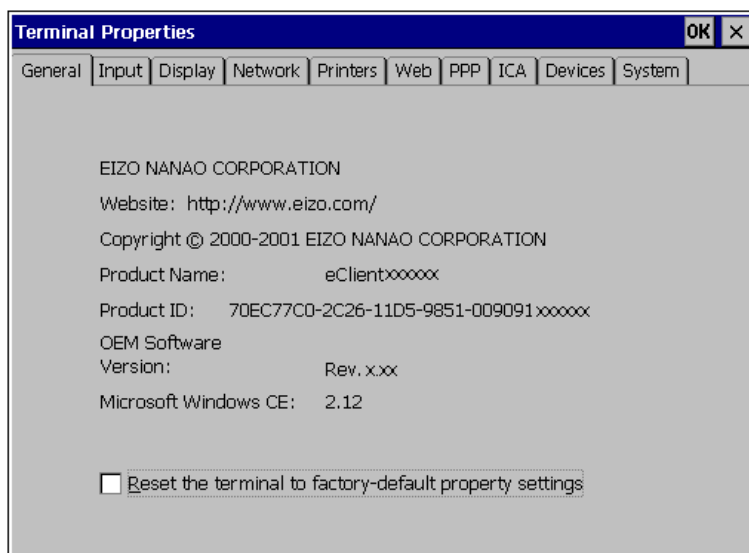 Terminal Properties OK ×
General Input Display Network Printers Web PPP ICA Devices System
EIZO NANAO CORPORATION
Website: http://www.eizo.com/
Copyright © 2000-2001 EIZO NANAO CORPORATION
Product Name: eClientxxxxxx
Product ID: 70EC77C0-2C26-11D5-9851-009091xxxxxx
OEM Software
Version: Rev. x.xx
Microsoft Windows CE: 2.12
Reset the terminal to factory-default property settings